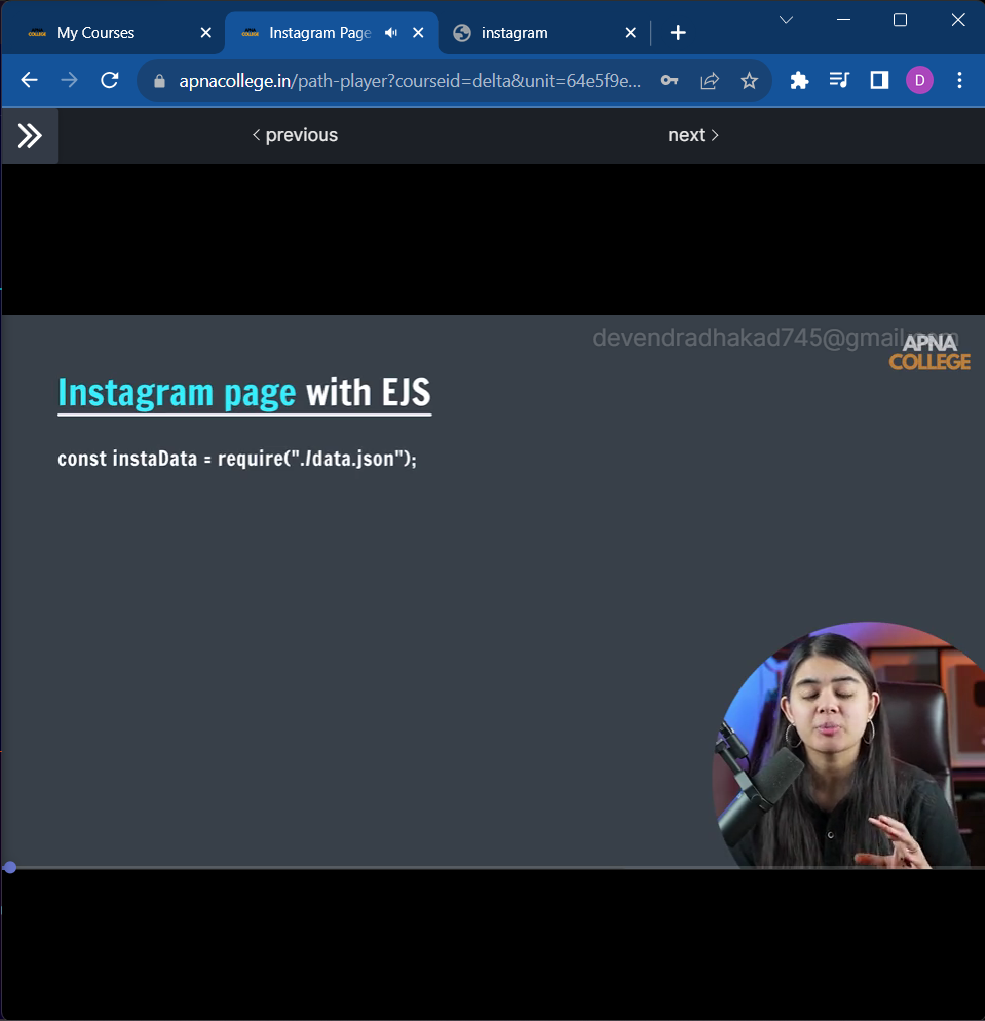 My Courses
Instagram Page
instagram
apnacollege.in/path-player?courseid=delta&unit=64e5f9e...
D
previous
next
devendradhakad745@gmail.com
APNA
COLLEGE
Instagram page with EJS
const instaData = require("./data.json");